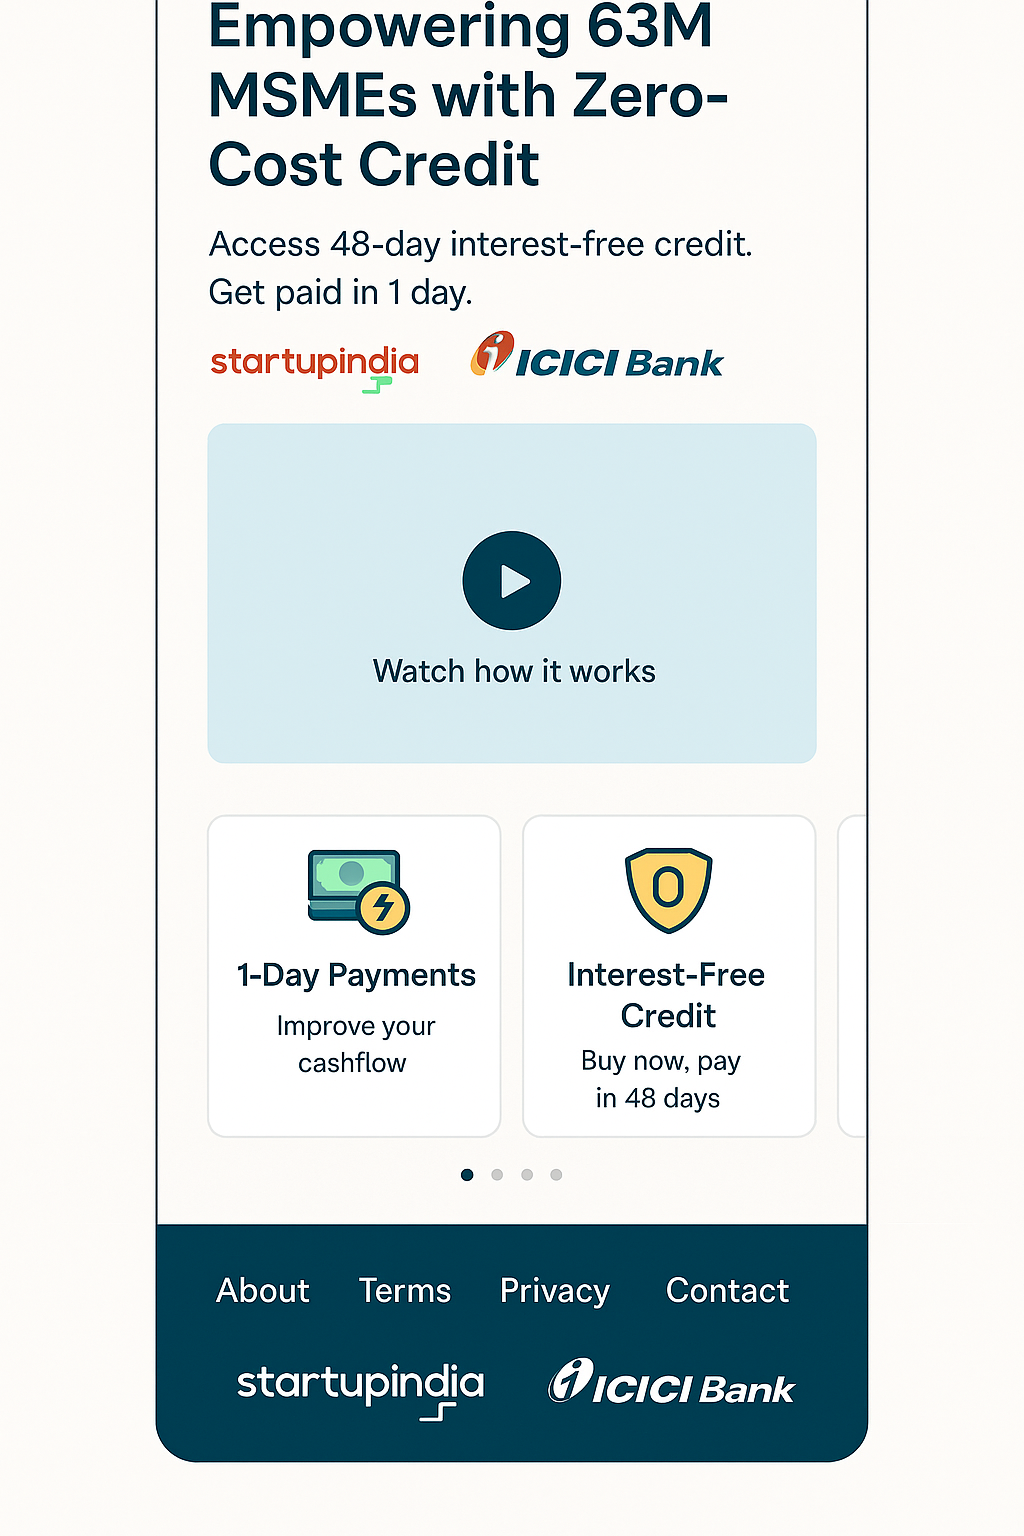 Empowering 63M
MSMEs with Zero-
Cost Credit
Access 48-day interest-free credit.
Get paid in 1 day.
startupindia
ICICI Bank
Watch how it works
1-Day Payments
Improve your
cashflow
Interest-Free
Credit
Buy now, pay
in 48 days
About Terms Privacy Contact
startupindia
ICICI Bank